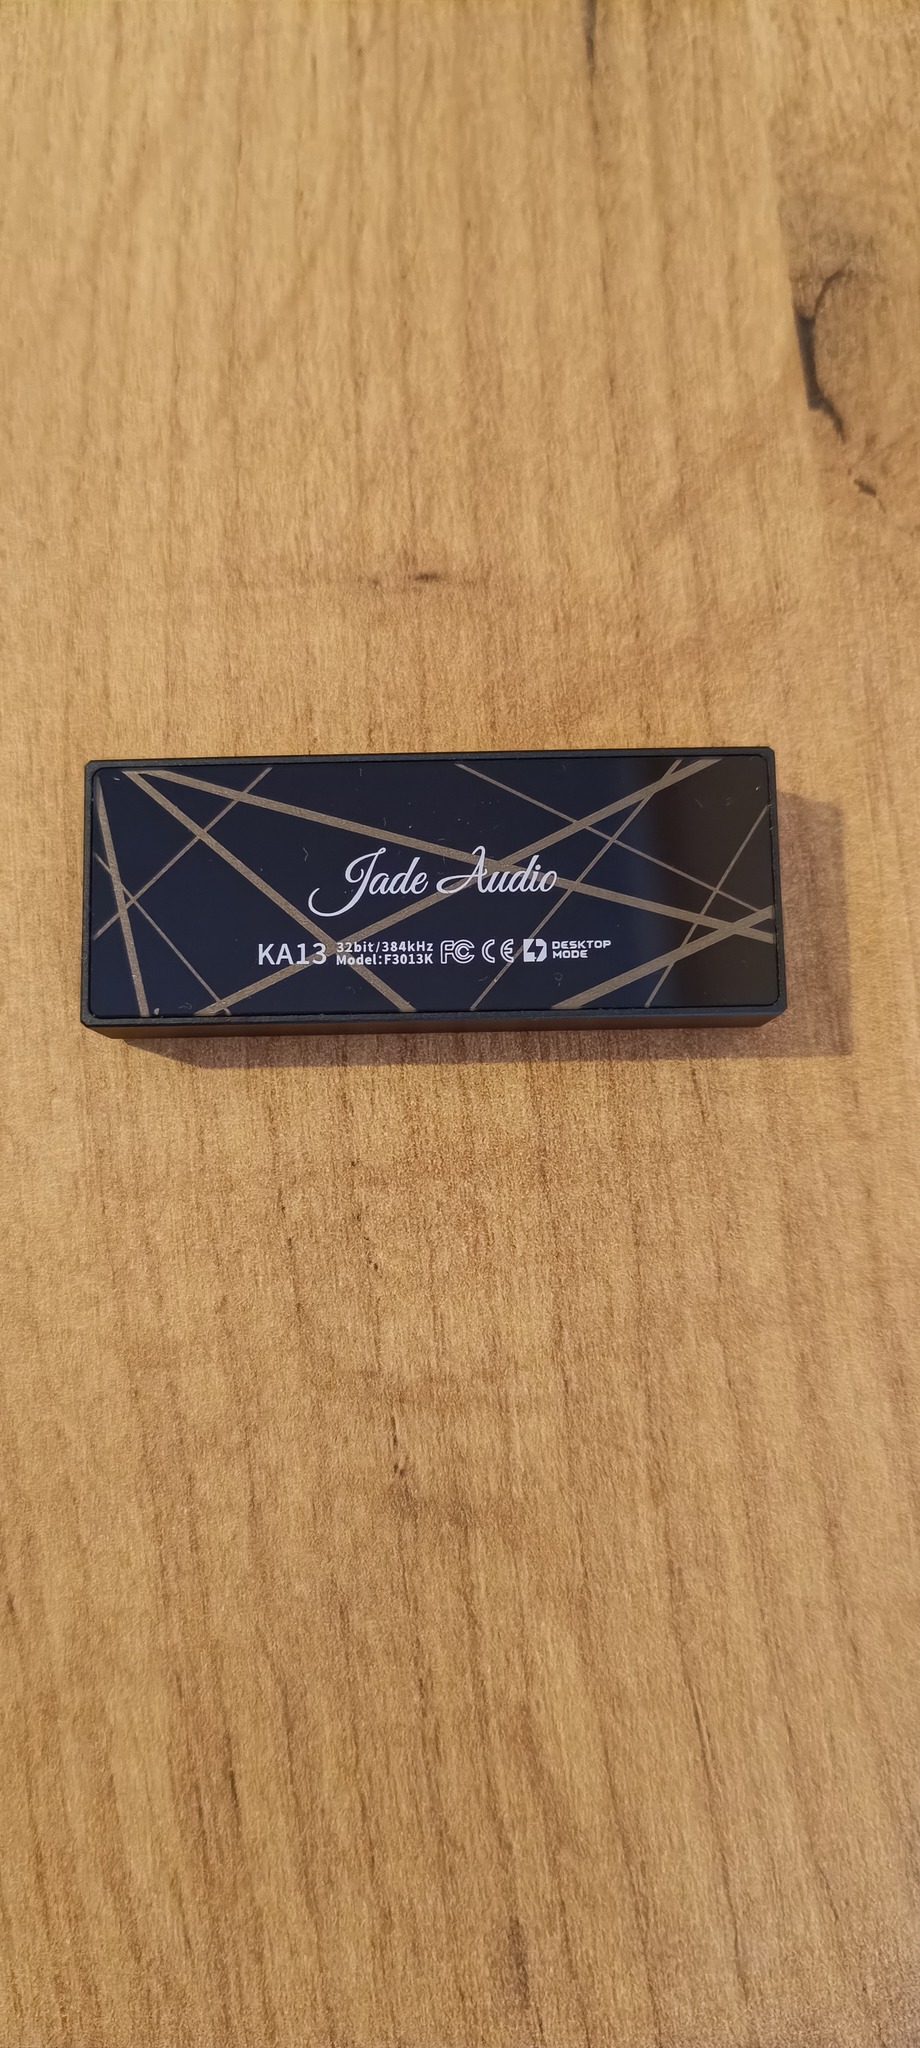 Jade Audio
KA13 32bit/384kHz FC CE DESKTOP
Model:F3013K MODE